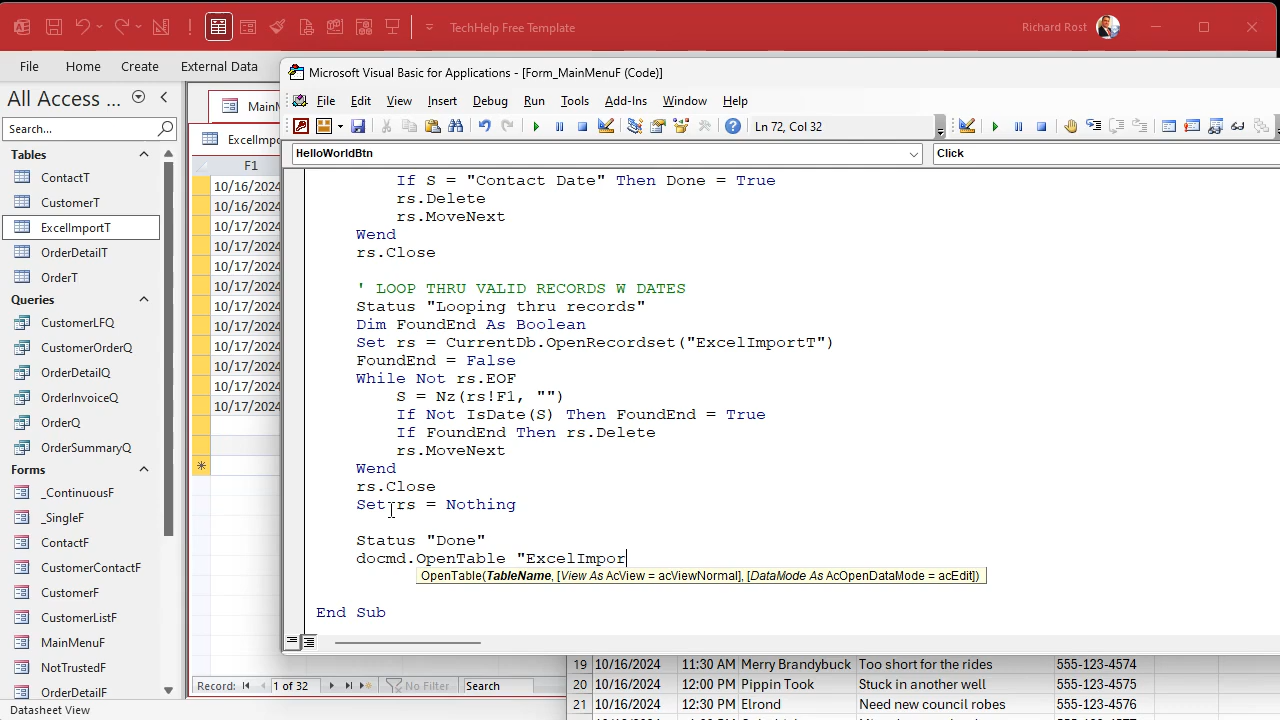 TechHelp Free Template
Richard Rost
File Home Create External Data
Microsoft Visual Basic for Applications - [Form_MainMenuF (Code)]
File Edit View Insert Debug Run Tools Add-Ins Window Help
Ln 72, Col 32
HelloWorldBtn
Click
All Access ...
Search...
Tables
ContactT
CustomerT
ExcelImportT
OrderDetailT
OrderT
Queries
CustomerLFQ
CustomerOrderQ
OrderDetailQ
OrderInvoiceQ
OrderQ
OrderSummaryQ
Forms
_ContinuousF
_SingleF
ContactF
CustomerContactF
CustomerF
CustomerListF
MainMenuF
NotTrustedF
OrderDetailF
Datasheet View
MainM
ExcelImpo
F1
10/16/2024
10/16/2024
10/17/2024
10/17/2024
10/17/2024
10/17/2024
10/17/2024
10/17/2024
10/17/2024
10/17/2024
10/17/2024
10/17/2024
If S = "Contact Date" Then Done = True
rs.Delete
rs.MoveNext
Wend
rs.Close
' LOOP THRU VALID RECORDS W DATES
Status "Looping thru records"
Dim FoundEnd As Boolean
Set rs = CurrentDb.OpenRecordset("ExcelImportT")
FoundEnd = False
While Not rs.EOF
S = Nz(rs!F1, "")
If Not IsDate(S) Then FoundEnd = True
If FoundEnd Then rs.Delete
rs.MoveNext
Wend
rs.Close
Set rs = Nothing
Status "Done"
docmd.OpenTable "ExcelImpor
OpenTable(TableName, [View As AcView = acViewNormal], [DataMode As AcOpenDataMode = acEdit])
End Sub
Record: 1 of 32 No Filter Search
19 10/16/2024 11:30 AM Merry Brandybuck Too short for the rides 555-123-4574
20 10/16/2024 12:00 PM Pippin Took Stuck in another well 555-123-4575
21 10/16/2024 12:30 PM Elrond Need new council robes 555-123-4576